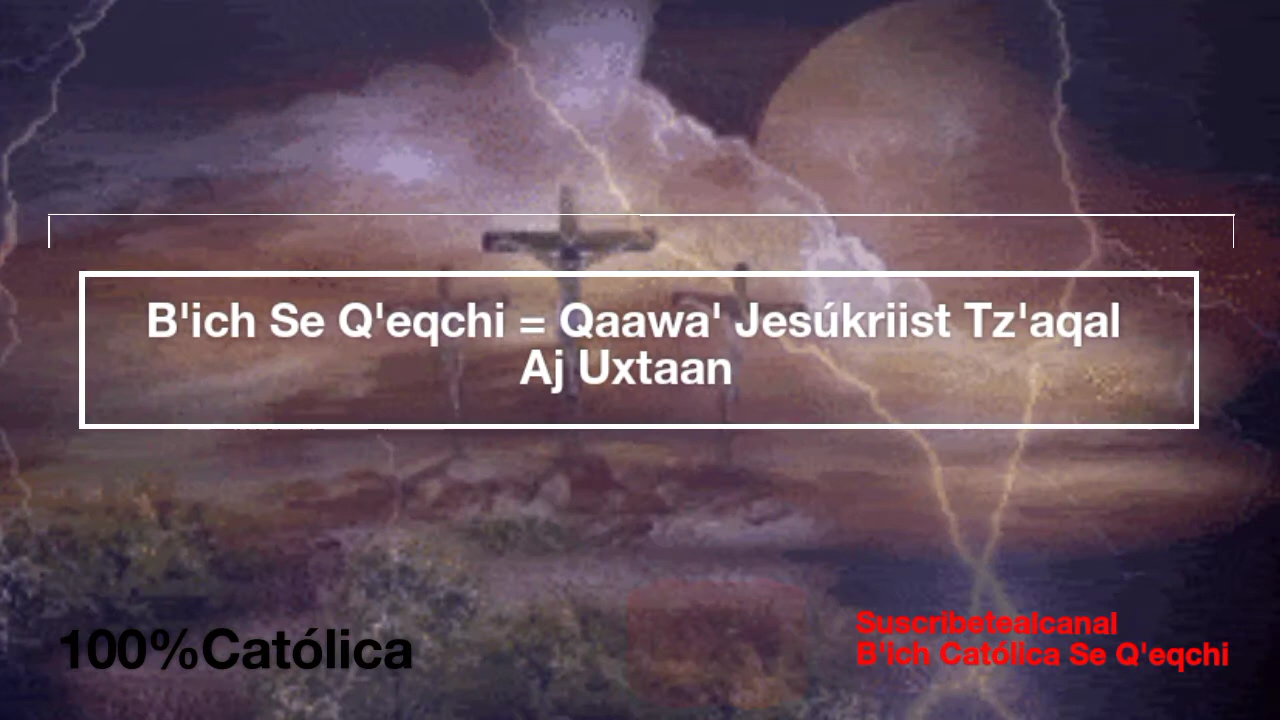 B'ich Se Q'eqchi = Qaawa' Jesúkriist Tz'aqal
Aj Uxtaan
100%Católica
Suscribetealcanal
B'ich Católica Se Q'eqchi